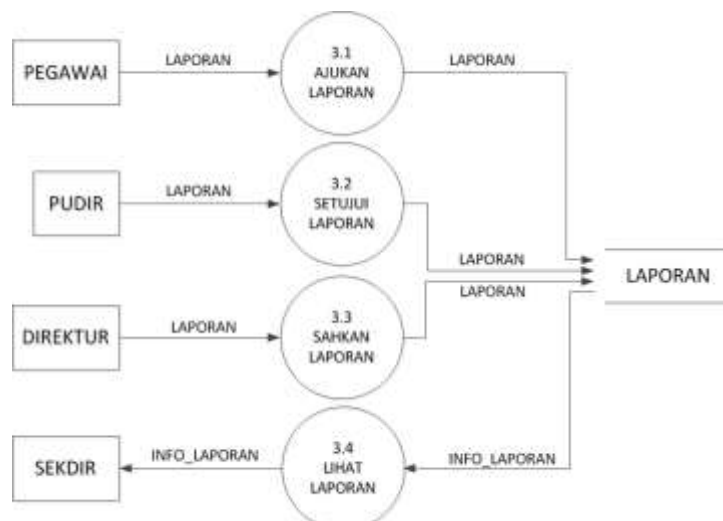 PEGAWAI
LAPORAN
3.1
AJUKAN
LAPORAN
LAPORAN
PUDIR
LAPORAN
3.2
SETUJUI
LAPORAN
LAPORAN
LAPORAN
LAPORAN
DIREKTUR
LAPORAN
3.3
SAHKAN
LAPORAN
SEKDIR
INFO_LAPORAN
3.4
LIHAT
LAPORAN
INFO_LAPORAN